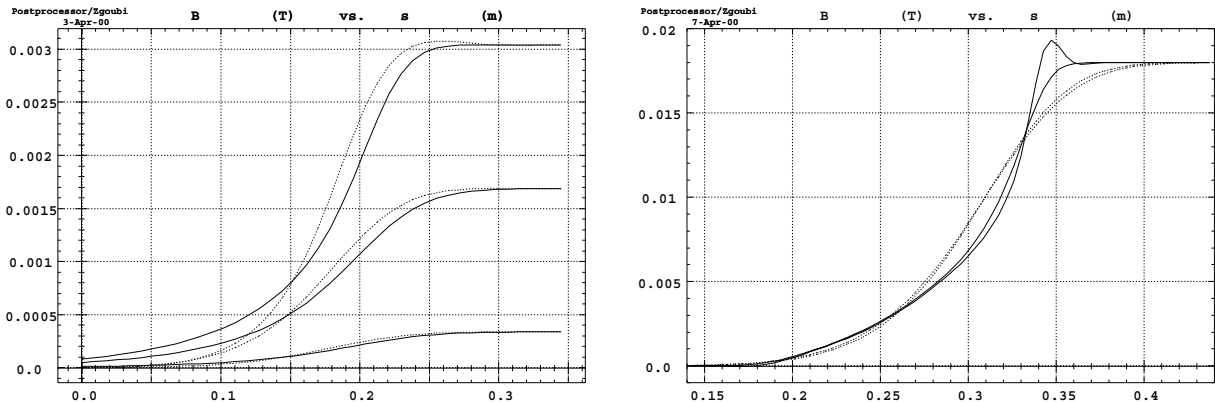 Postprocessor/Zgoubi
3-Apr-00
B (T) vs. s (m)
0.003
0.0025
0.002
0.0015
0.001
0.0005
0.0
0.0 0.1 0.2 0.3
Postprocessor/Zgoubi
7-Apr-00
B (T) vs. s (m)
0.02
0.015
0.01
0.005
0.0
0.15 0.2 0.25 0.3 0.35 0.4